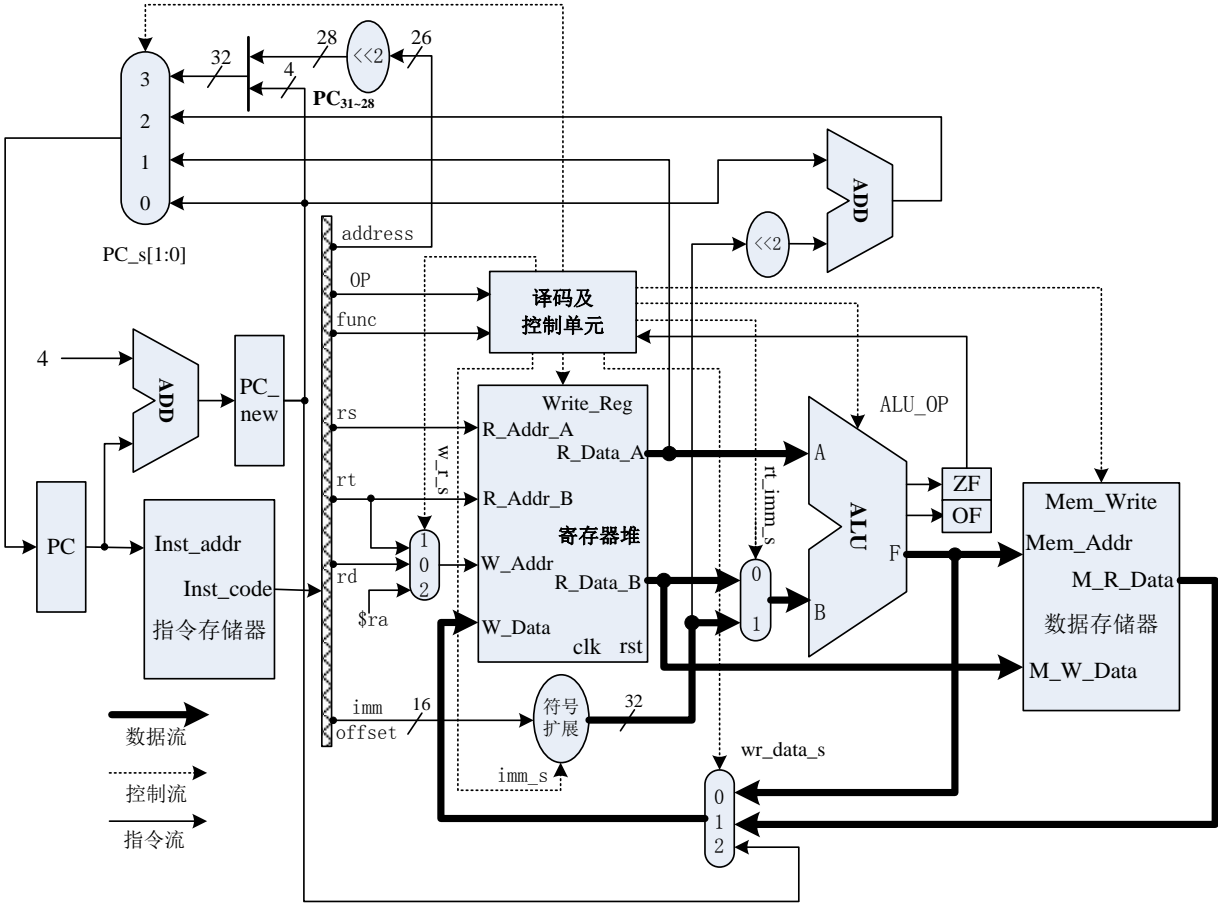 28
<<2
26
32
4
3
PC31~28
2
1
0
PC_s[1:0]
ADD
<<2
address
OP
func
译码及
控制单元
4
ADD
PC_
new
rs
rt
rd
$ra
w_r_s
1
0
2
Write_Reg
R_Addr_A
R_Data_A
R_Addr_B
寄存器堆
W_Addr
R_Data_B
W_Data
clk rst
rt_imm_s
0
1
ALU_OP
A
ALU
F
B
ZF
OF
Mem_Write
Mem_Addr
M_R_Data
数据存储器
M_W_Data
PC
Inst_addr
Inst_code
指令存储器
imm
offset
16
符号
扩展
32
imm_s
wr_data_s
0
1
2
数据流
控制流
指令流